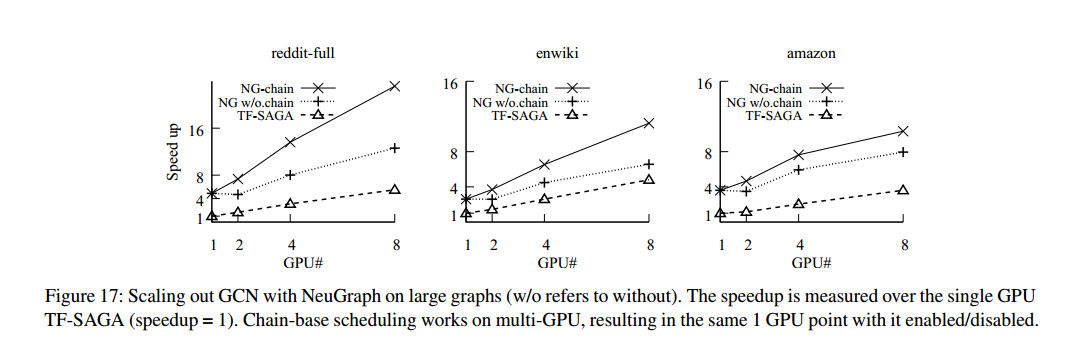 reddit-full
NG-chain
NG w/o.chain
TF-SAGA
Speed up
16
8
4
1
1 2 4 8
GPU#
enwiki
16
NG-chain
NG w/o.chain
TF-SAGA
8
4
1
1 2 4 8
GPU#
amazon
16
NG-chain
NG w/o.chain
TF-SAGA
8
4
1
1 2 4 8
GPU#
Figure 17: Scaling out GCN with NeuGraph on large graphs (w/o refers to without). The speedup is measured over the single GPU
TF-SAGA (speedup = 1). Chain-base scheduling works on multi-GPU, resulting in the same 1 GPU point with it enabled/disabled.